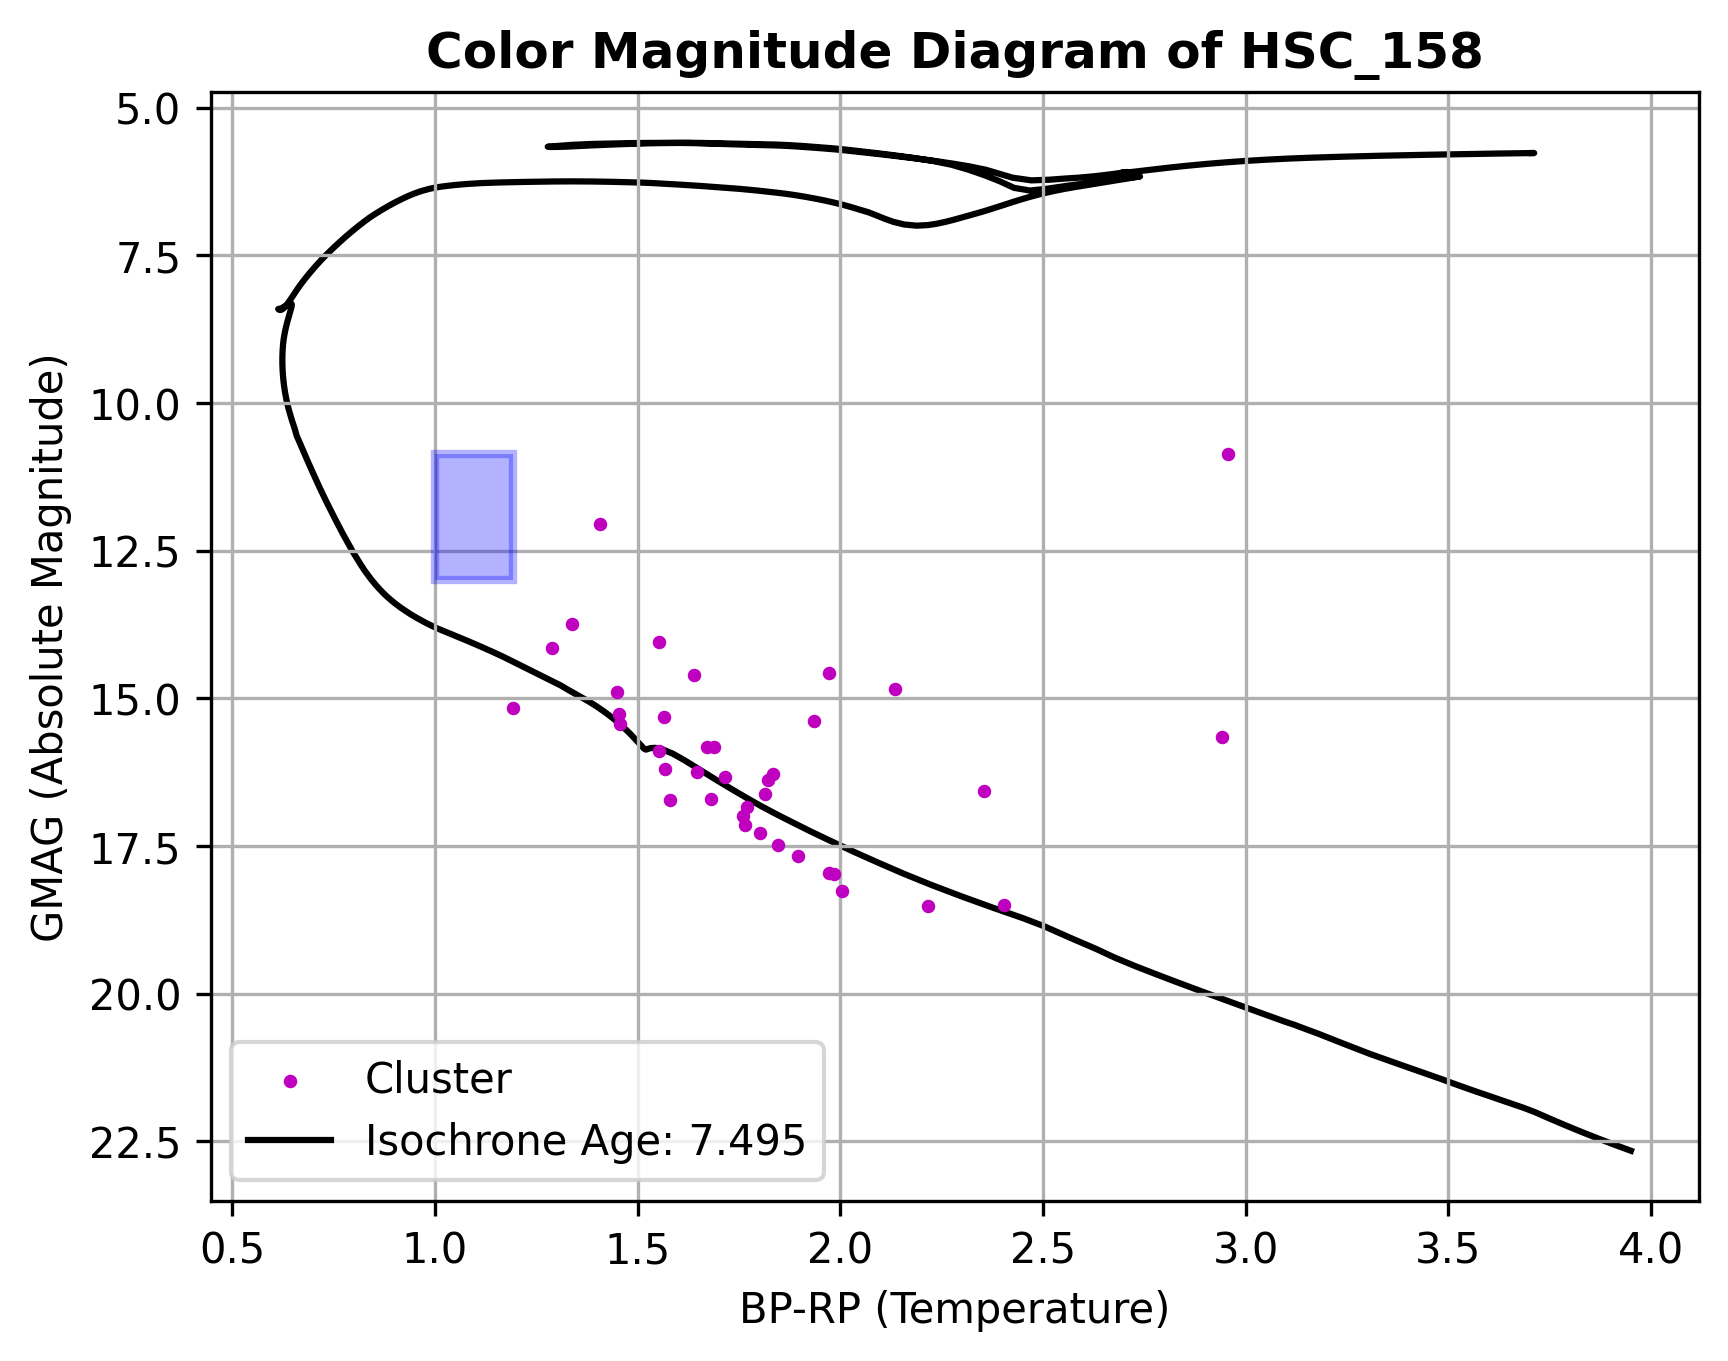 Color Magnitude Diagram of HSC_158
GMAG (Absolute Magnitude)
5.0
7.5
10.0
12.5
15.0
17.5
20.0
22.5
Cluster
Isochrone Age: 7.495
0.5 1.0 1.5 2.0 2.5 3.0 3.5 4.0
BP-RP (Temperature)